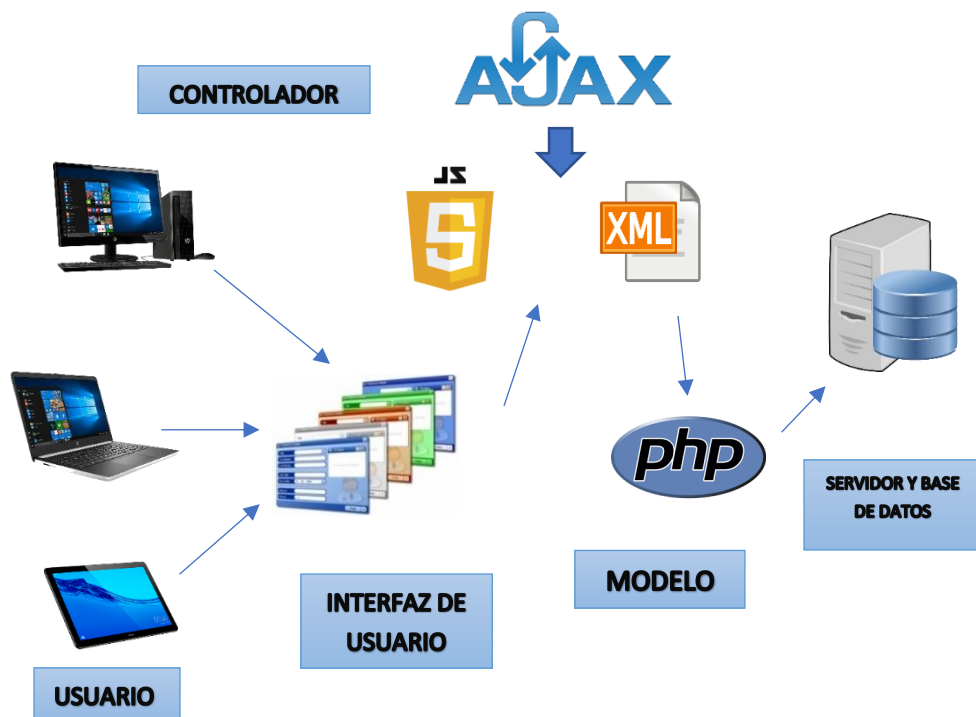 AJAX
CONTROLADOR
JS
S
XML
php
SERVIDOR Y BASE
DE DATOS
MODELO
INTERFAZ DE
USUARIO
USUARIO